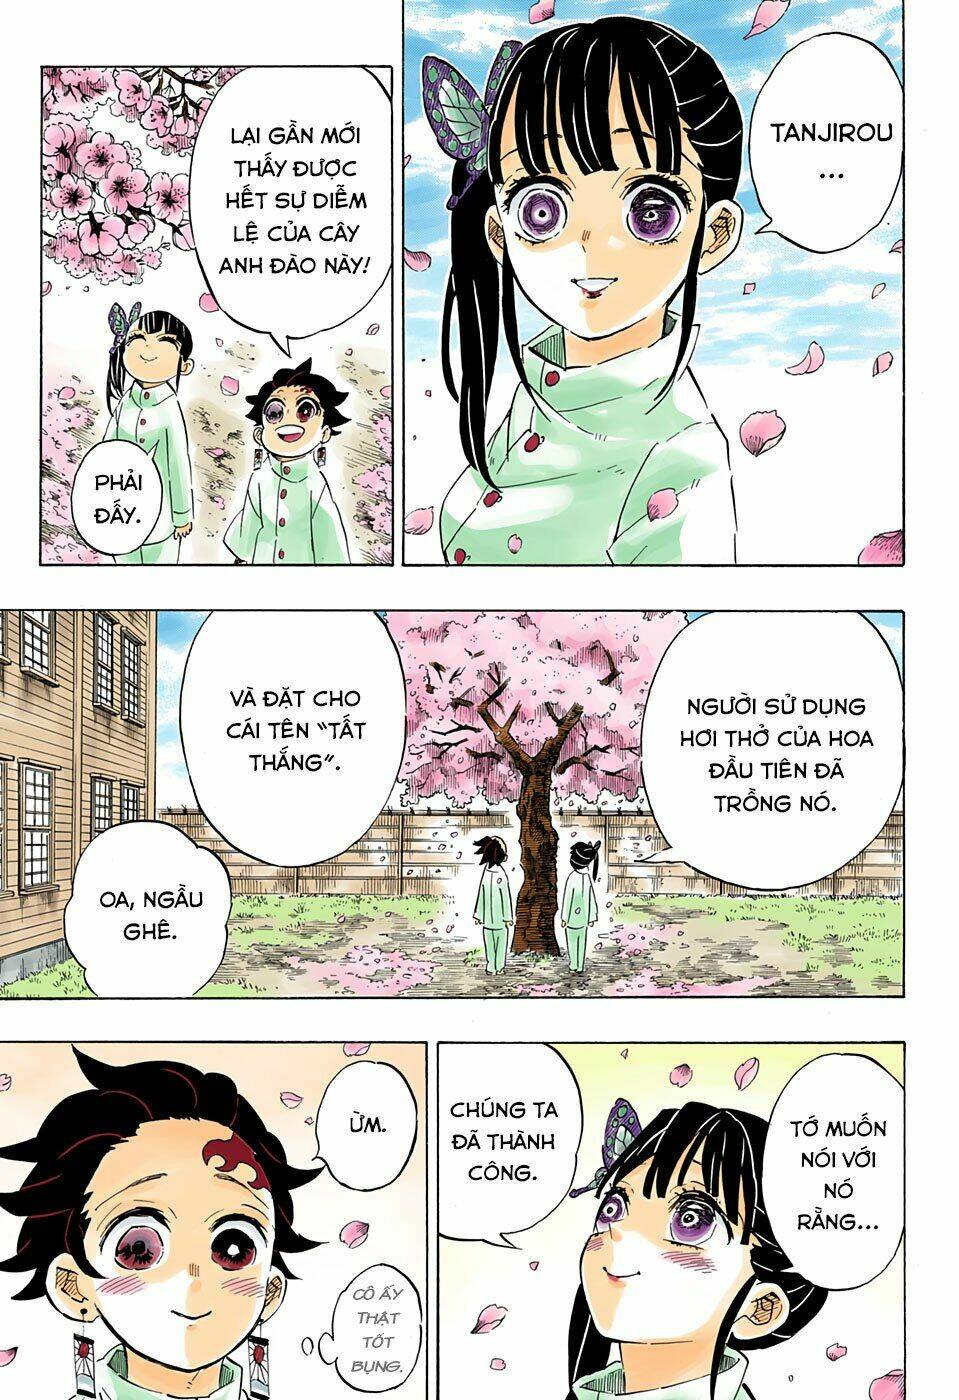 TANJIROU
...
LẠI GẦN MỚI
THẤY ĐƯỢC
HẾT SỰ DIỄM
LỆ CỦA CÂY
ANH ĐÀO NÀY!
PHẢI
ĐẤY.
NGƯỜI SỬ DỤNG
HƠI THỞ CỦA HOA
ĐẦU TIÊN ĐÃ
TRỒNG NÓ.
VÀ ĐẶT CHO
CÁI TÊN “TẤT
THẮNG”.
OA, NGẦU
GHÊ.
TỚ MUỐN
NÓI VỚI
NÓ
RẰNG...
CHÚNG TA
ĐÃ THÀNH
CÔNG.
ỪM.
CÔ ẤY
THẬT
TỐT
BỤNG.